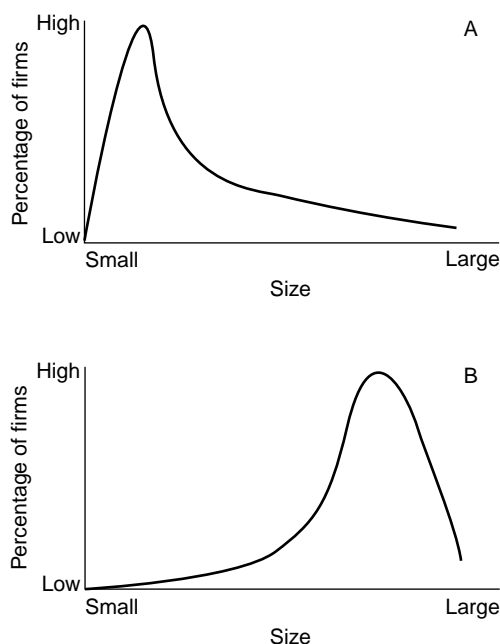 A
High
Percentage of firms
Low
Small
Large
Size
B
High
Percentage of firms
Low
Small
Large
Size